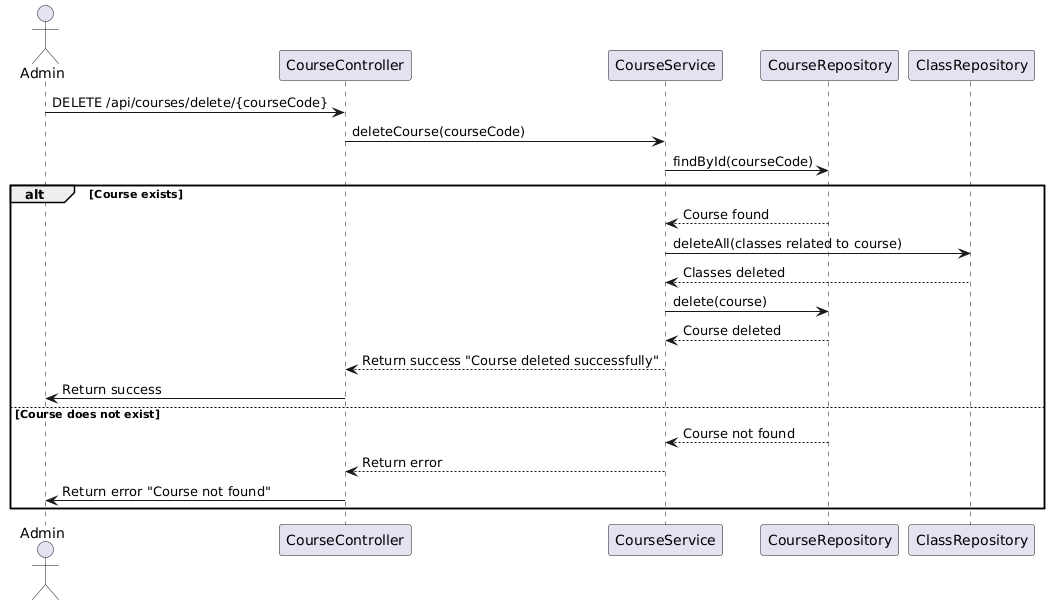 Admin
CourseController
CourseService
CourseRepository
ClassRepository
DELETE /api/courses/delete/{courseCode}
deleteCourse(courseCode)
findById(courseCode)
alt
[Course exists]
Course found
deleteAll(classes related to course)
Classes deleted
delete(course)
Course deleted
Return success "Course deleted successfully"
Return success
[Course does not exist]
Course not found
Return error
Return error "Course not found"
Admin
CourseController
CourseService
CourseRepository
ClassRepository